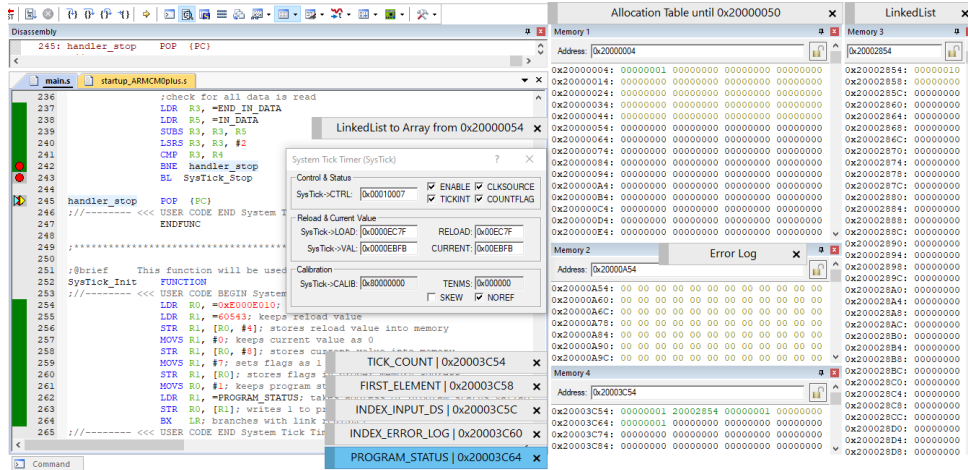 Disassembly
245: handler_stop POP {PC}
main.s startup_ARMCM0plus.s
236 ;check for all data is read
237 LDR R3, =END_IN_DATA
238 LDR R5, =IN_DATA
239 SUBS R3, R3, R5
240 LSRS R3, R3, #2
241 CMP R3, R4
242 BNE handler_stop
243 BL SysTick_Stop
244
245 handler_stop POP {PC}
246 ;//-------- <<< USER CODE END System T
247 ENDFUNC
248
249 ;*****************************************
250
251 ;@brief This function will be used
252 SysTick_Init FUNCTION
253 ;//-------- <<< USER CODE BEGIN System
254 LDR R0, =0xE000E010;
255 LDR R1, =60543; keeps reload value
256 STR R1, [R0, #4]; stores reload value into memory
257 MOVS R1, #0; keeps current value as 0
258 STR R1, [R0, #8]; stores current value into memory
259 MOVS R1, #7; sets flags as 1
260 STR R1, [R0]; stores flags
261 MOVS R0, #1; keeps program st
262 LDR R1, =PROGRAM_STATUS;
263 STR R0, [R1]; writes 1 to p
264 BX LR; branches with link
265 ;//-------- <<< USER CODE END System Tick Tim
Command
LinkedList to Array from 0x20000054
System Tick Timer (SysTick)
Control & Status
SysTick->CTRL: 0x00010007
ENABLE CLKSOURCE
TICKINT COUNTFLAG
Reload & Current Value
SysTick->LOAD: 0x0000EC7F RELOAD: 0x00EC7F
SysTick->VAL: 0x0000EBFB CURRENT: 0x00EBFB
Calibration
SysTick->CALIB: 0x80000000 TENMS: 0x000000
SKEW NOREF
TICK_COUNT | 0x20003C54
FIRST_ELEMENT | 0x20003C58
INDEX_INPUT_DS | 0x20003C5C
INDEX_ERROR_LOG | 0x20003C60
PROGRAM_STATUS | 0x20003C64
Allocation Table until 0x20000050
Memory 1
Address: 0x20000004
0x20000004: 00000001 00000000 00000000 00000000
0x20000014: 00000000 00000000 00000000 00000000
0x20000024: 00000000 00000000 00000000 00000000
0x20000034: 00000000 00000000 00000000 00000000
0x20000044: 00000000 00000000 00000000 00000000
0x20000054: 00000000 00000000 00000000 00000000
0x20000064: 00000000 00000000 00000000 00000000
0x20000074: 00000000 00000000 00000000 00000000
0x20000084: 00000000 00000000 00000000 00000000
0x20000094: 00000000 00000000 00000000 00000000
0x200000A4: 00000000 00000000 00000000 00000000
0x200000B4: 00000000 00000000 00000000 00000000
0x200000C4: 00000000 00000000 00000000 00000000
0x200000D4: 00000000 00000000 00000000 00000000
0x200000E4: 00000000 00000000 00000000 00000000
Memory 2
Error Log
Address: 0x20000A54
0x20000A54: 00 00 00 00 00 00 00 00 00 00 00 00
0x20000A60: 00 00 00 00 00 00 00 00 00 00 00 00
0x20000A6C: 00 00 00 00 00 00 00 00 00 00 00 00
0x20000A78: 00 00 00 00 00 00 00 00 00 00 00 00
0x20000A84: 00 00 00 00 00 00 00 00 00 00 00 00
0x20000A90: 00 00 00 00 00 00 00 00 00 00 00 00
0x20000A9C: 00 00 00 00 00 00 00 00 00 00 00 00
Memory 4
Address: 0x20003C54
0x20003C54: 00000001 20002854 00000001 00000000
0x20003C64: 00000001 00000000 00000000 00000000
0x20003C74: 00000000 00000000 00000000 00000000
0x20003C84: 00000000 00000000 00000000 00000000
LinkedList
Memory 3
0x20002854
0x20002854: 00000010
0x20002858: 00000000
0x2000285C: 00000000
0x20002860: 00000000
0x20002864: 00000000
0x20002868: 00000000
0x2000286C: 00000000
0x20002870: 00000000
0x20002874: 00000000
0x20002878: 00000000
0x2000287C: 00000000
0x20002880: 00000000
0x20002884: 00000000
0x20002888: 00000000
0x2000288C: 00000000
0x20002890: 00000000
0x20002894: 00000000
0x20002898: 00000000
0x2000289C: 00000000
0x200028A0: 00000000
0x200028A4: 00000000
0x200028A8: 00000000
0x200028AC: 00000000
0x200028B0: 00000000
0x200028B4: 00000000
0x200028B8: 00000000
0x200028BC: 00000000
0x200028C0: 00000000
0x200028C4: 00000000
0x200028C8: 00000000
0x200028CC: 00000000
0x200028D0: 00000000
0x200028D4: 00000000
0x200028D8: 00000000